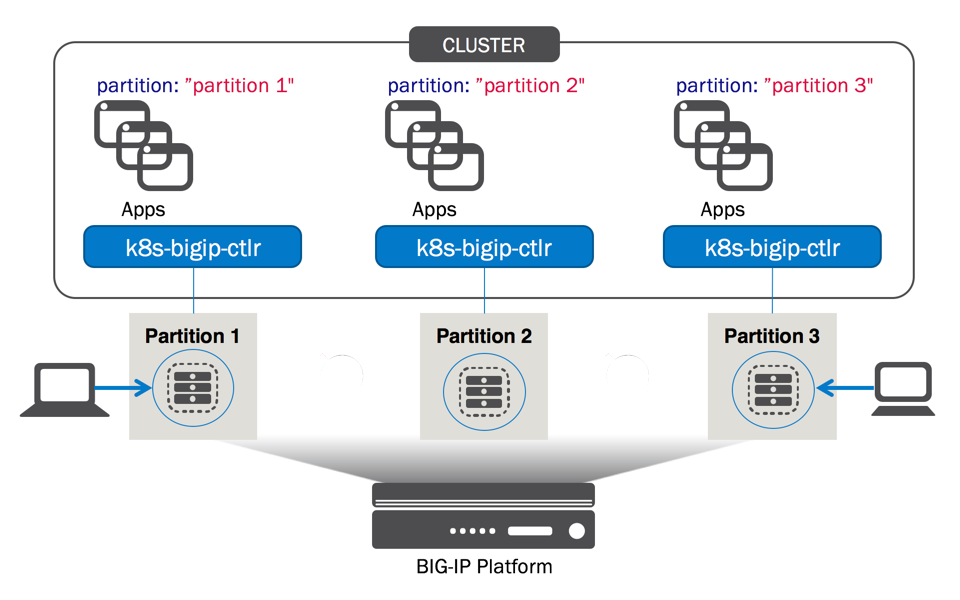 CLUSTER
partition: ”partition 1"
partition: ”partition 2"
partition: ”partition 3"
Apps
Apps
Apps
k8s-bigip-ctlr
k8s-bigip-ctlr
k8s-bigip-ctlr
Partition 1
Partition 2
Partition 3
BIG-IP Platform